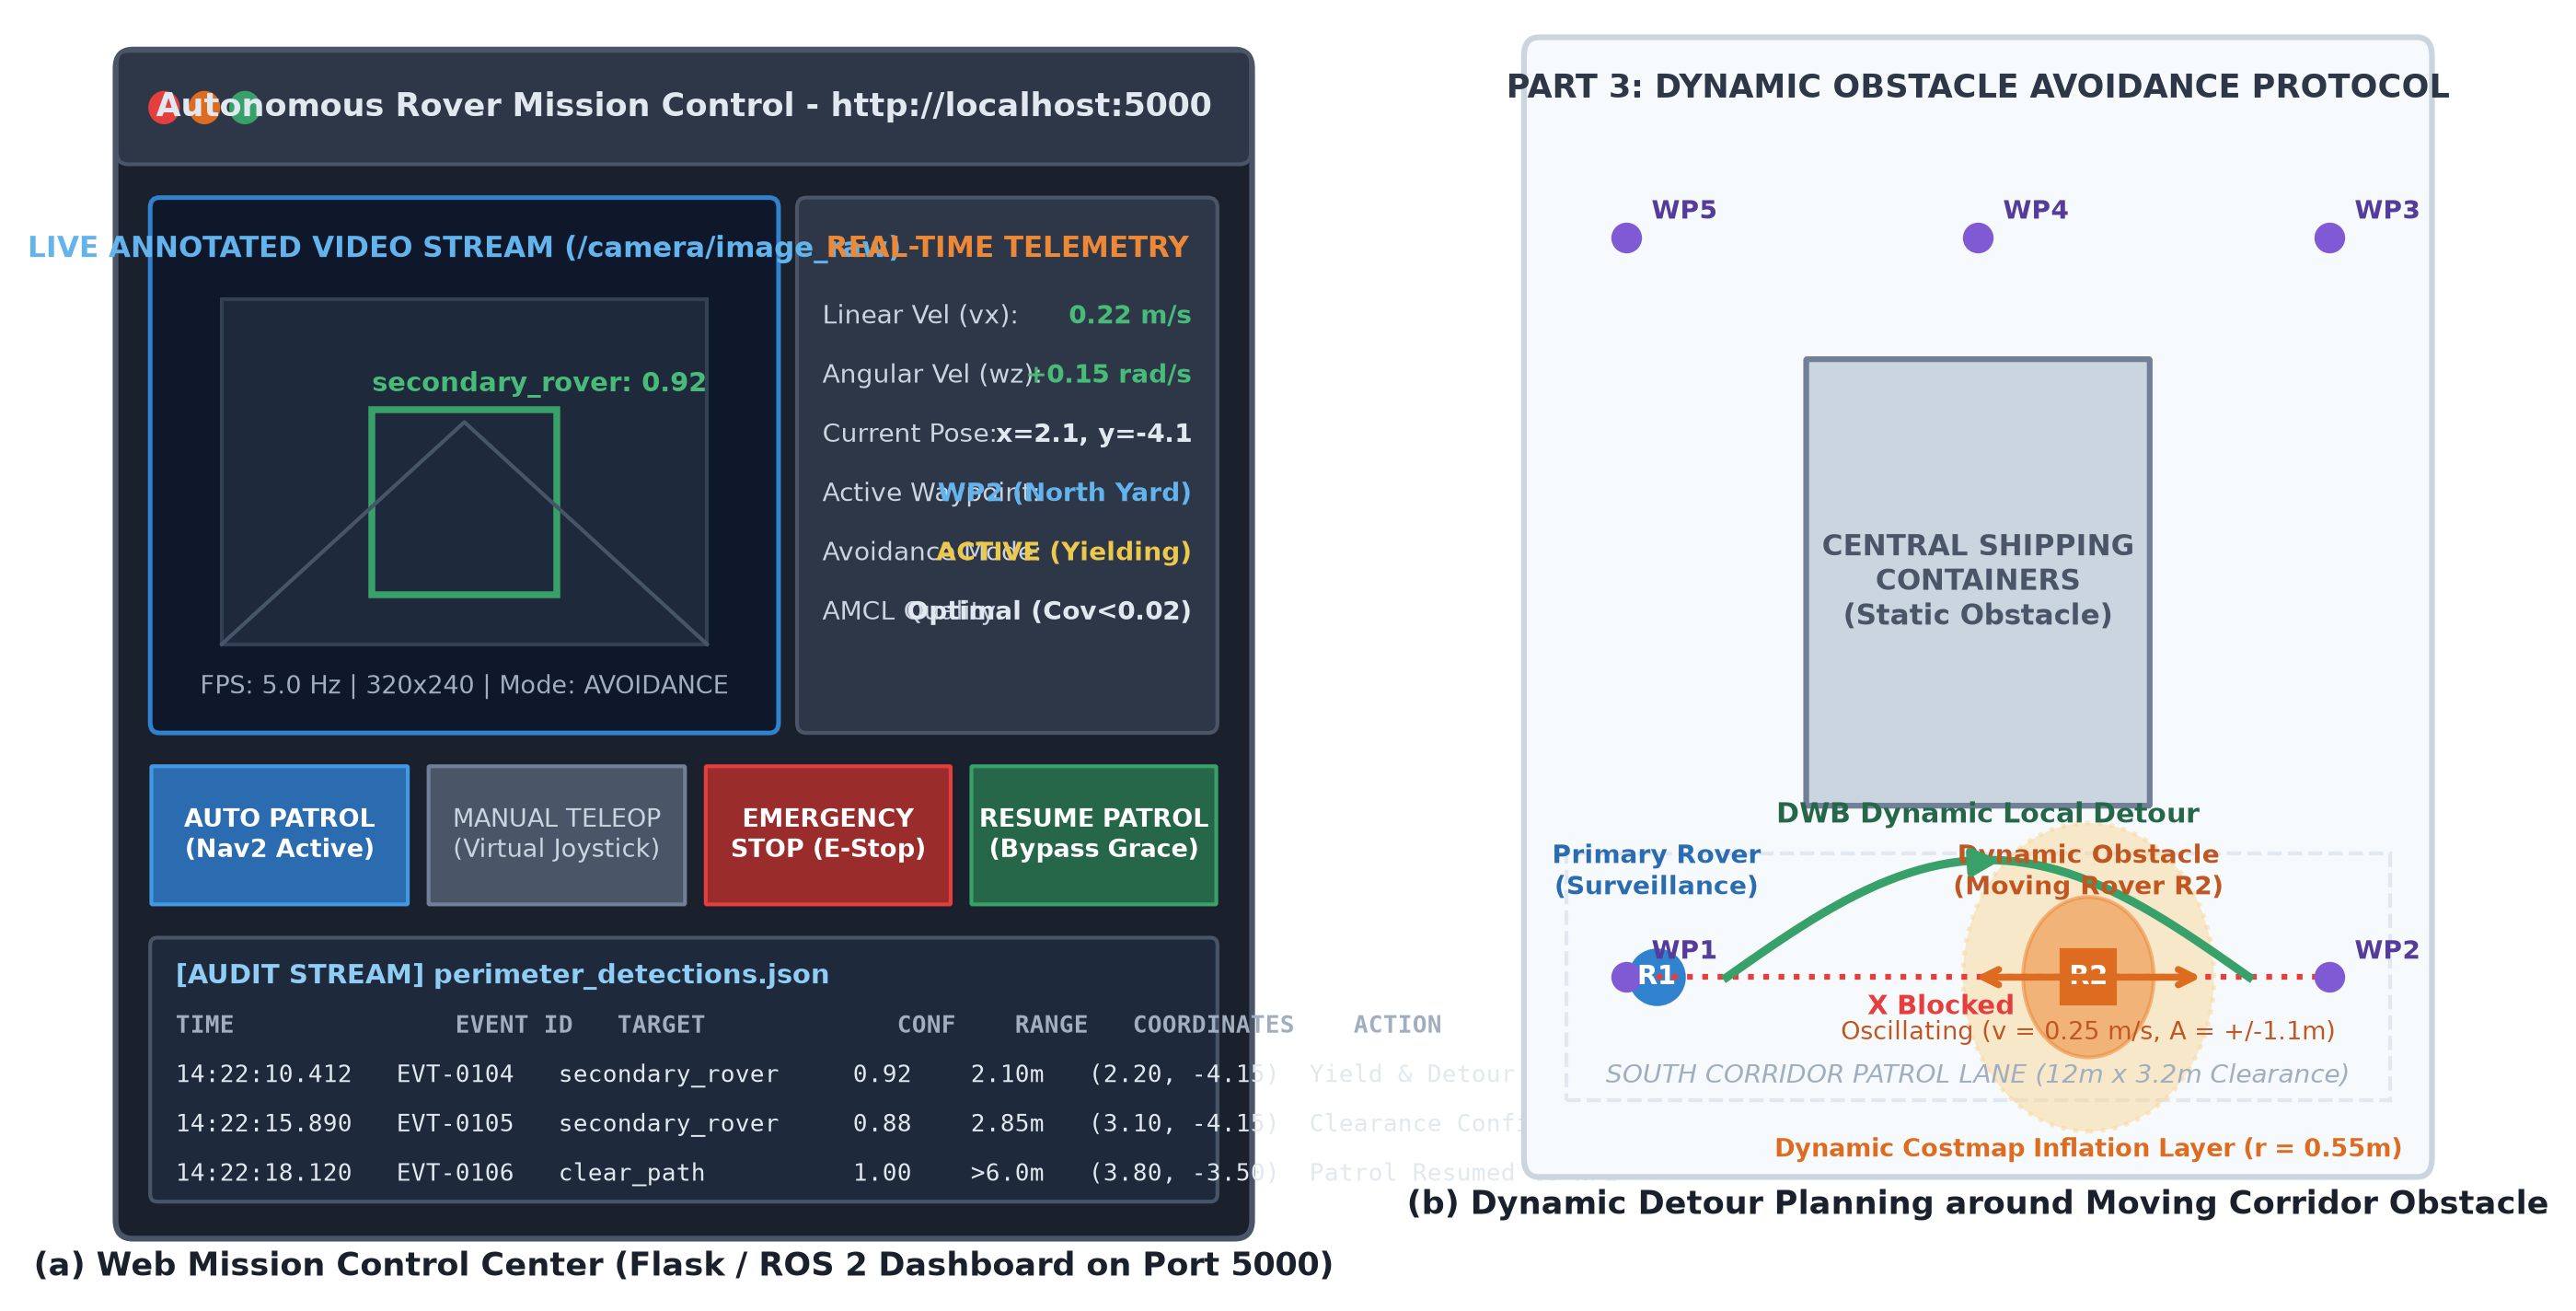 Autonomous Rover Mission Control - http://localhost:5000
LIVE ANNOTATED VIDEO STREAM (/camera/image_raw)
secondary_rover: 0.92
FPS: 5.0 Hz | 320x240 | Mode: AVOIDANCE
REAL-TIME TELEMETRY
Linear Vel (vx): 0.22 m/s
Angular Vel (wz): +0.15 rad/s
Current Pose: x=2.1, y=-4.1
Active Waypoint: WP2 (North Yard)
Avoidance Mode: ACTIVE (Yielding)
AMCL Quality: Optimal (Cov<0.02)
AUTO PATROL
(Nav2 Active)
MANUAL TELEOP
(Virtual Joystick)
EMERGENCY
STOP (E-Stop)
RESUME PATROL
(Bypass Grace)
[AUDIT STREAM] perimeter_detections.json
TIME EVENT ID TARGET CONF RANGE COORDINATES ACTION
14:22:10.412 EVT-0104 secondary_rover 0.92 2.10m (2.20, -4.15) Yield & Detour
14:22:15.890 EVT-0105 secondary_rover 0.88 2.85m (3.10, -4.15) Clearance
14:22:18.120 EVT-0106 clear_path 1.00 >6.0m (3.80, -3.50) Patrol Resumed
(a) Web Mission Control Center (Flask / ROS 2 Dashboard on Port 5000)
PART 3: DYNAMIC OBSTACLE AVOIDANCE PROTOCOL
WP5
WP4
WP3
CENTRAL SHIPPING
CONTAINERS
(Static Obstacle)
DWB Dynamic Local Detour
Primary Rover
(Surveillance)
Dynamic Obstacle
(Moving Rover R2)
WP1
WP2
R1
R2
X Blocked
Oscillating (v = 0.25 m/s, A = +/-1.1m)
SOUTH CORRIDOR PATROL LANE (12m x 3.2m Clearance)
Dynamic Costmap Inflation Layer (r = 0.55m)
(b) Dynamic Detour Planning around Moving Corridor Obstacle